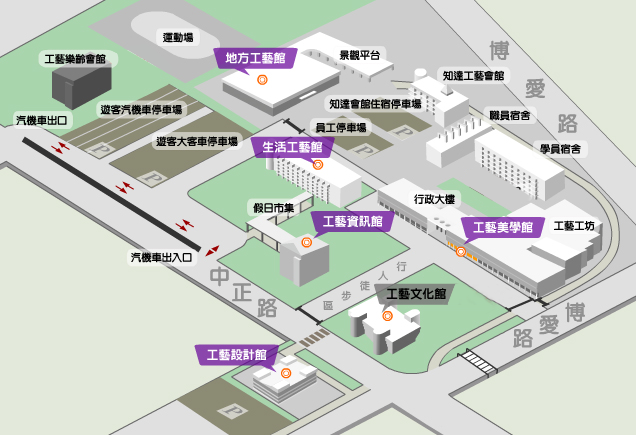 運動場
地方工藝館
景觀平台
博愛路
工藝樂齡會館
知達工藝會館
遊客汽機車停車場
知達會館住宿停車場
職員宿舍
汽機車出口
員工停車場
遊客大客車停車場
生活工藝館
學員宿舍
P
P
P
P
假日市集
行政大樓
工藝資訊館
工藝美學館
工藝工坊
汽機車出入口
中正路
行人徒步區
工藝文化館
博愛路
工藝設計館
P